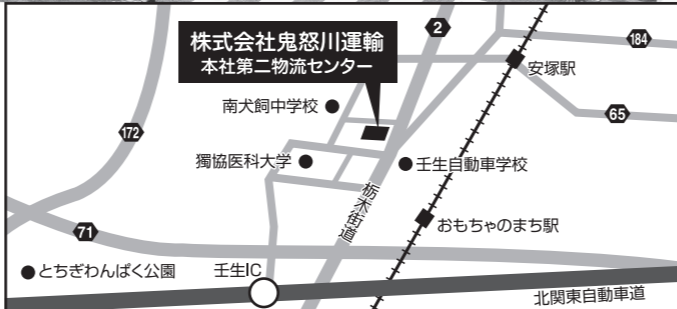 株式会社鬼怒川運輸
本社第二物流センター
2
184
安塚駅
南犬飼中学校
65
172
獨協医科大学
壬生自動車学校
栃木街道
おもちゃのまち駅
71
とちぎわんぱく公園
壬生IC
北関東自動車道